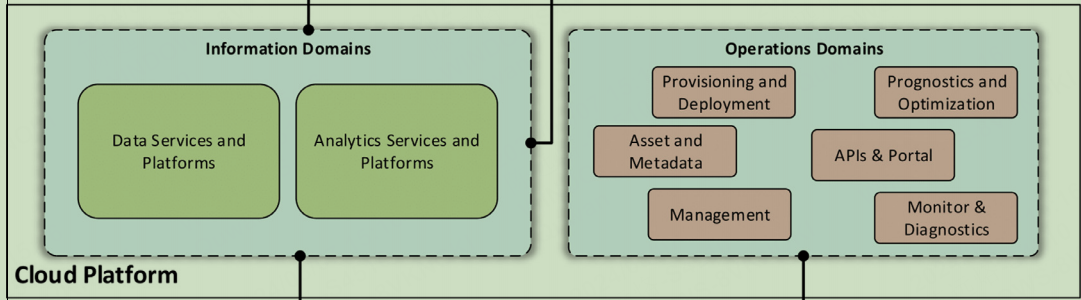 Information Domains
Data Services and
Platforms
Analytics Services and
Platforms
Operations Domains
Provisioning and
Deployment
Prognostics and
Optimization
Asset and
Metadata
APIs & Portal
Management
Monitor &
Diagnostics
Cloud Platform